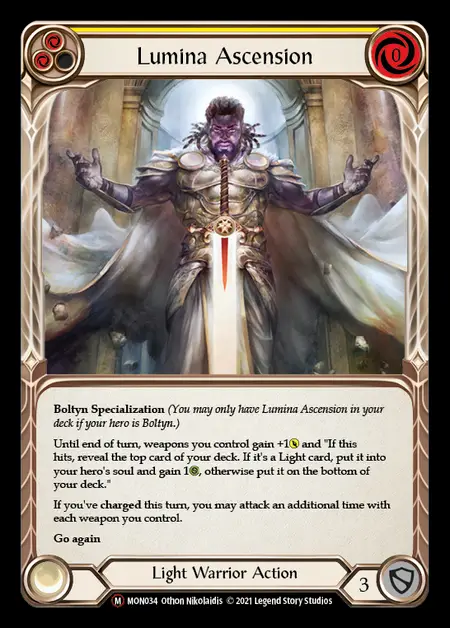 Lumina Ascension
0
Boltyn Specialization (You may only have Lumina Ascension in your
deck if your hero is Boltyn.)
Until end of turn, weapons you control gain +1 and "If this
hits, reveal the top card of your deck. If it's a Light card, put it into
your hero's soul and gain 1, otherwise put it on the bottom of
your deck."
If you've charged this turn, you may attack an additional time with
each weapon you control.
Go again
Light Warrior Action
3
M MON034 Othon Nikolaidis © 2021 Legend Story Studios